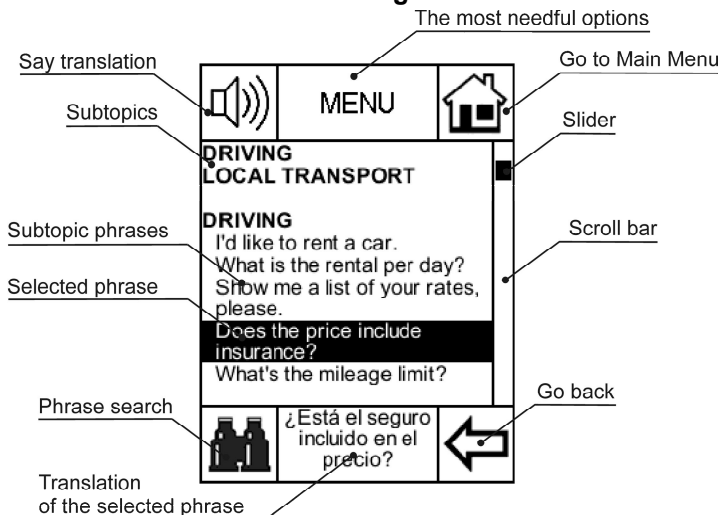 The most needful options
Say translation
Go to Main Menu
MENU
Subtopics
Slider
DRIVING
LOCAL TRANSPORT
DRIVING
Subtopic phrases
Scroll bar
I'd like to rent a car.
What is the rental per day?
Selected phrase
Show me a list of your rates,
please.
Does the price include
insurance?
What's the mileage limit?
Go back
Phrase search
¿Está el seguro
incluido en el
precio?
Translation
of the selected phrase